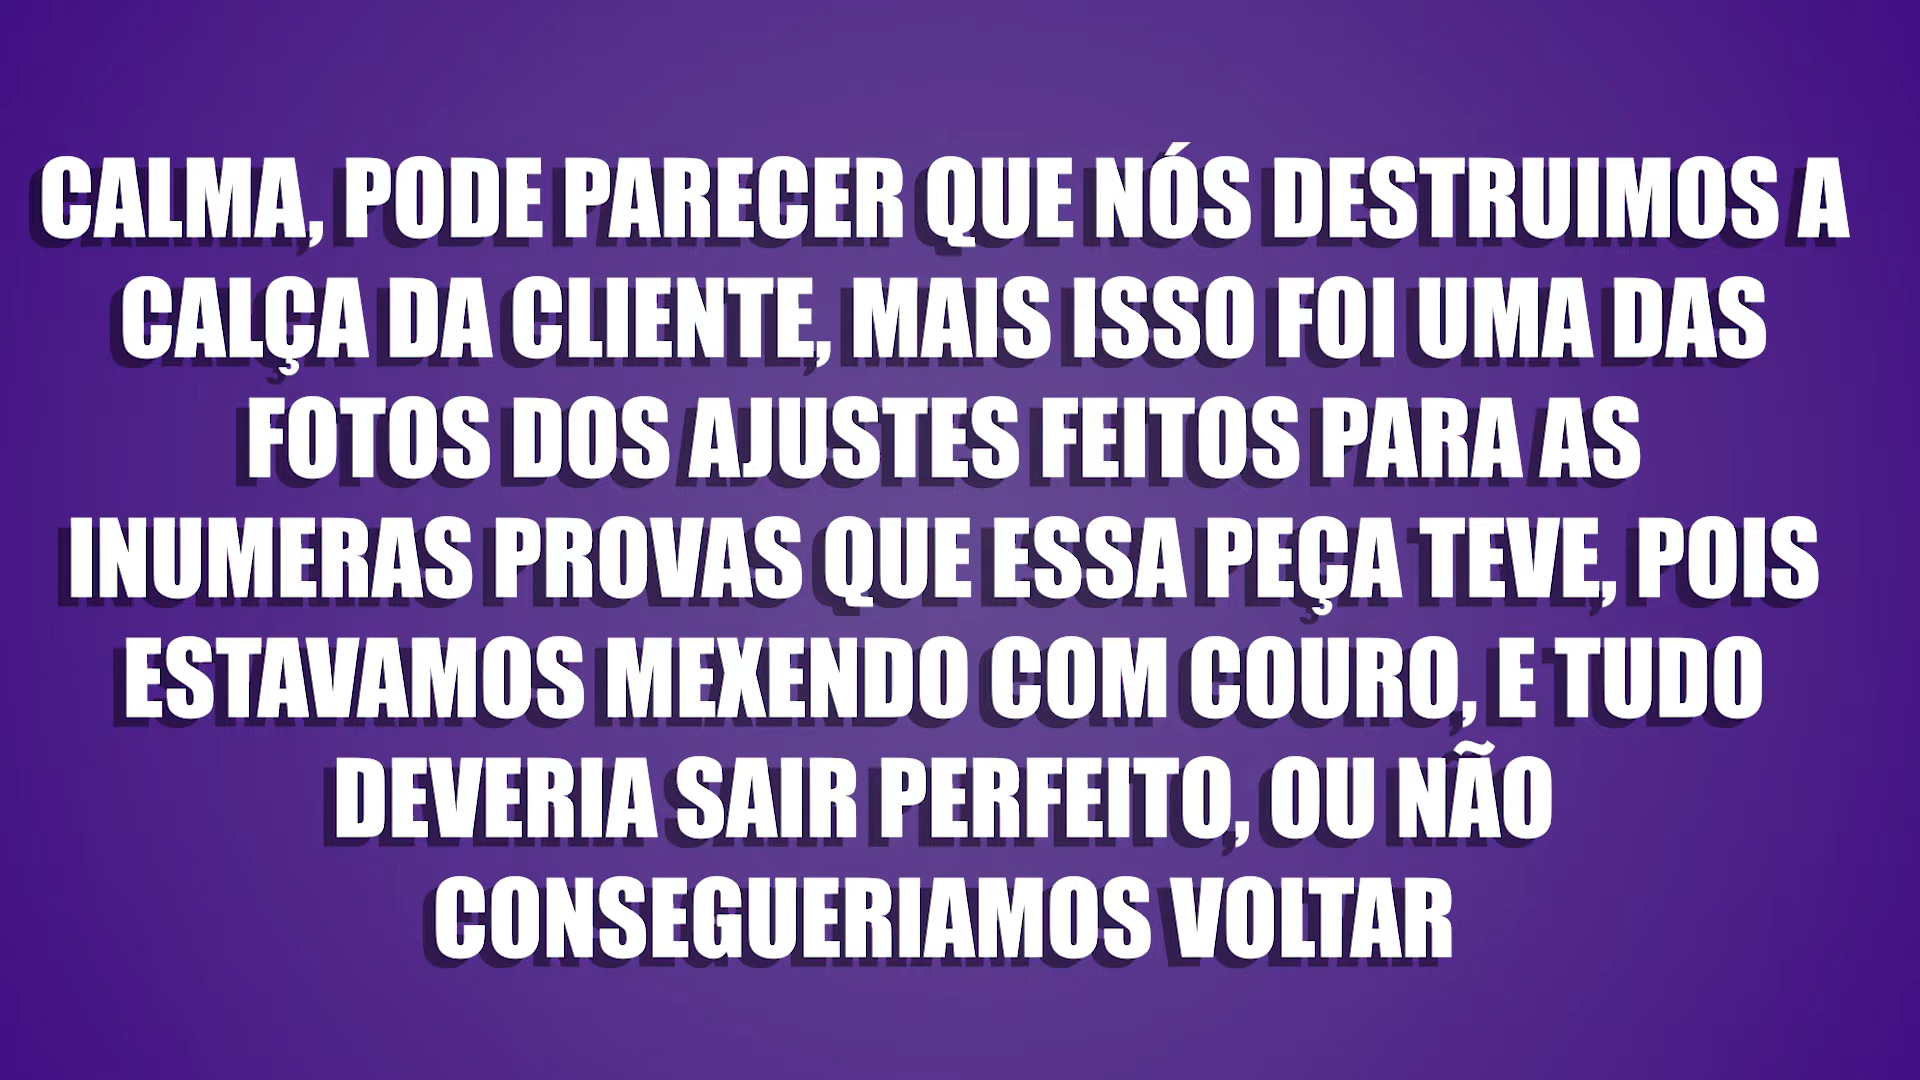 CALMA, PODE PARECER QUE NÓS DESTRUIMOS A
CALÇA DA CLIENTE, MAIS ISSO FOI UMA DAS
FOTOS DOS AJUSTES FEITOS PARA AS
INUMERAS PROVAS QUE ESSA PEÇA TEVE, POIS
ESTAVAMOS MEXENDO COM COURO, E TUDO
DEVERIA SAIR PERFEITO, OU NÃO
CONSEGUERIAMOS VOLTAR